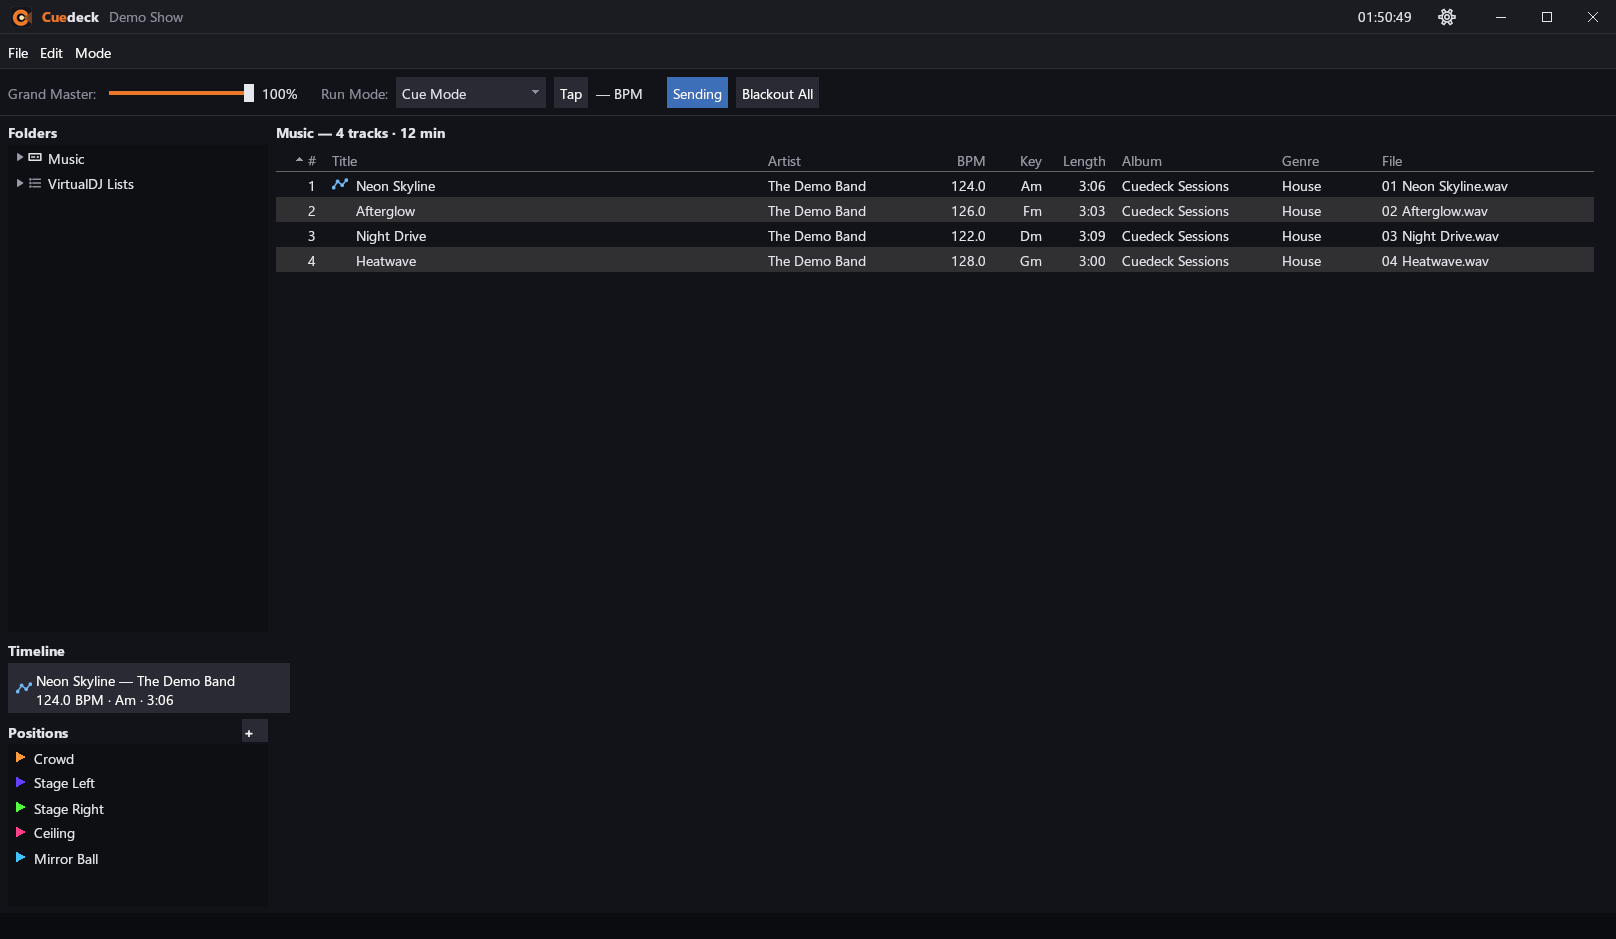 Cuedeck Demo Show 01:50:49
File Edit Mode
Grand Master: 100% Run Mode: Cue Mode Tap — BPM Sending Blackout All
Folders
Music
VirtualDJ Lists
Music — 4 tracks · 12 min
# Title Artist BPM Key Length Album Genre File
1 Neon Skyline The Demo Band 124.0 Am 3:06 Cuedeck Sessions House 01 Neon Skyline.wav
2 Afterglow The Demo Band 126.0 Fm 3:03 Cuedeck Sessions House 02 Afterglow.wav
3 Night Drive The Demo Band 122.0 Dm 3:09 Cuedeck Sessions House 03 Night Drive.wav
4 Heatwave The Demo Band 128.0 Gm 3:00 Cuedeck Sessions House 04 Heatwave.wav
Timeline
Neon Skyline — The Demo Band
124.0 BPM · Am · 3:06
Positions +
Crowd
Stage Left
Stage Right
Ceiling
Mirror Ball